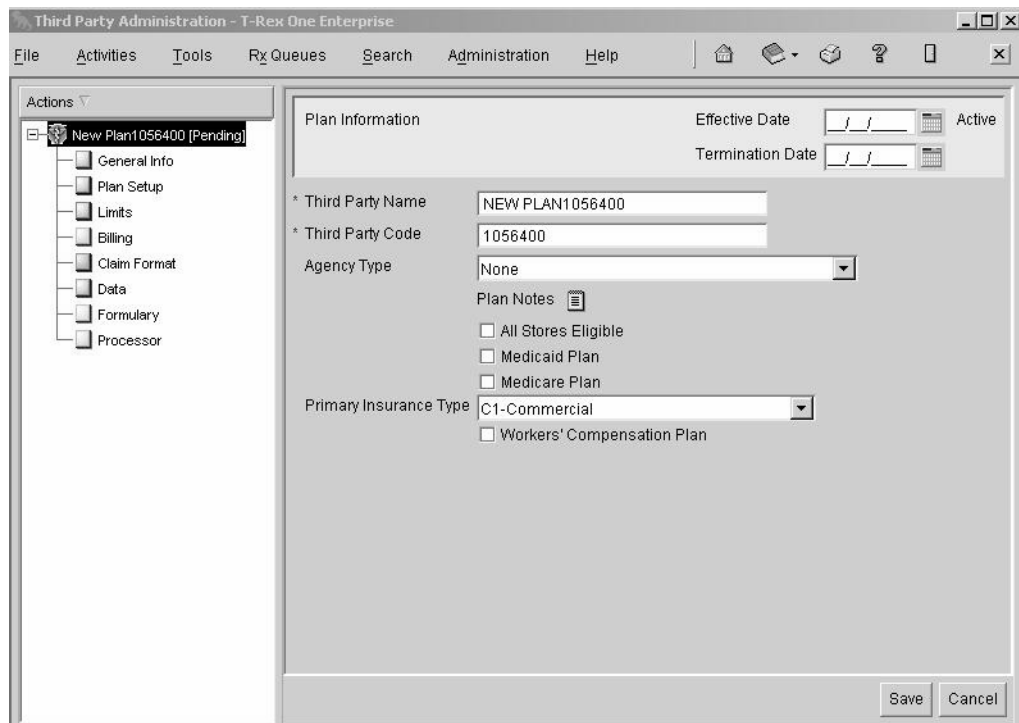 Third Party Administration - T-Rex One Enterprise
File Activities Tools Rx Queues Search Administration Help
Actions
New Plan1056400 [Pending]
General Info
Plan Setup
Limits
Billing
Claim Format
Data
Formulary
Processor
Plan Information
Effective Date _/_/____ Active
Termination Date _/_/____
* Third Party Name NEW PLAN1056400
* Third Party Code 1056400
Agency Type None
Plan Notes
All Stores Eligible
Medicaid Plan
Medicare Plan
Primary Insurance Type C1-Commercial
Workers' Compensation Plan
Save Cancel